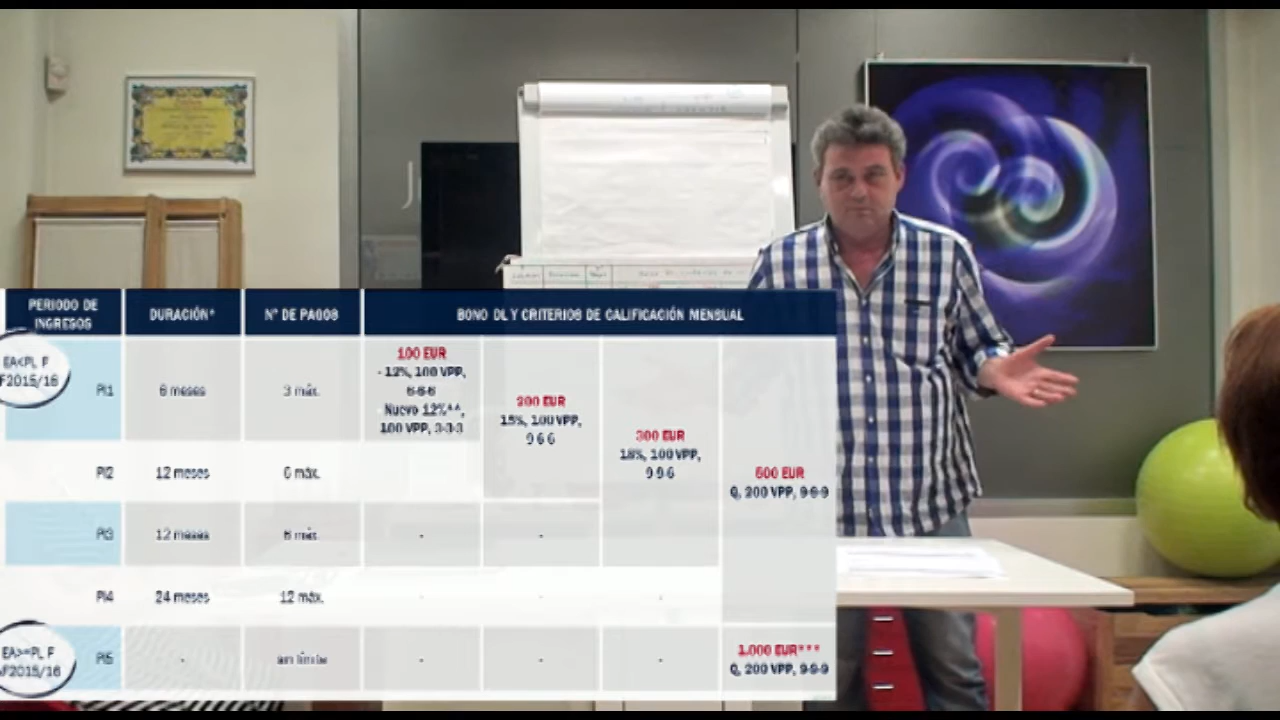 PERIODO DE
INGRESOS
DURACIÓN*
Nº DE PAGOS
BONO DL Y CRITERIOS DE CALIFICACIÓN MENSUAL
EA<PL F
F2015/16
PI1
6 meses
3 máx.
100 EUR
- 12%, 100 VPP,
6-6-6
Nuevo 12%**,
100 VPP, 3-3-3
200 EUR
15%, 100 VPP,
9 6 6
300 EUR
18%, 100 VPP,
9 9 6
500 EUR
Q, 200 VPP, 9-9-9
PI2
12 meses
6 máx.
PI3
12 meses
6 máx.
-
-
PI4
24 meses
12 máx.
-
-
-
EA>=PL F
F2015/16
PI5
-
sin límite
-
-
-
1.000 EUR***
Q, 200 VPP, 9-9-9